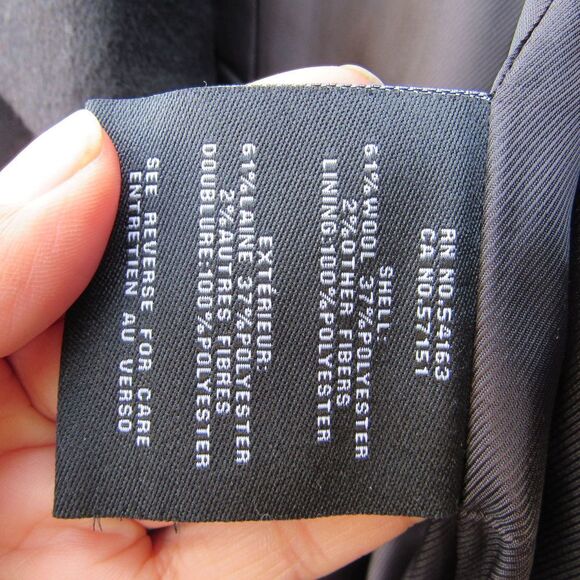 RN NO.54163
CA NO.57151
SHELL:
61%WOOL 37%POLYESTER
2%OTHER FIBERS
LINING:100%POLYESTER
EXTÉRIEUR:
61%LAINE 37%POLYESTER
2%AUTRES FIBRES
DOUBLURE:100%POLYESTER
SEE REVERSE FOR CARE
ENTRETIEN AU VERSO